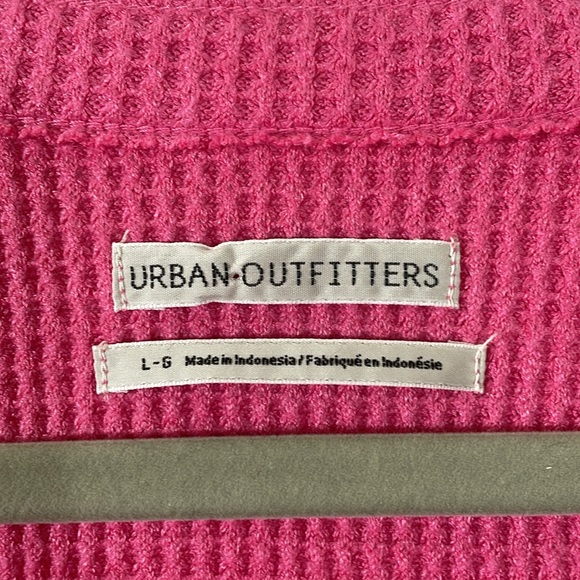 URBAN•OUTFITTERS
L-G Made in Indonesia / Fabriqué en Indonésie